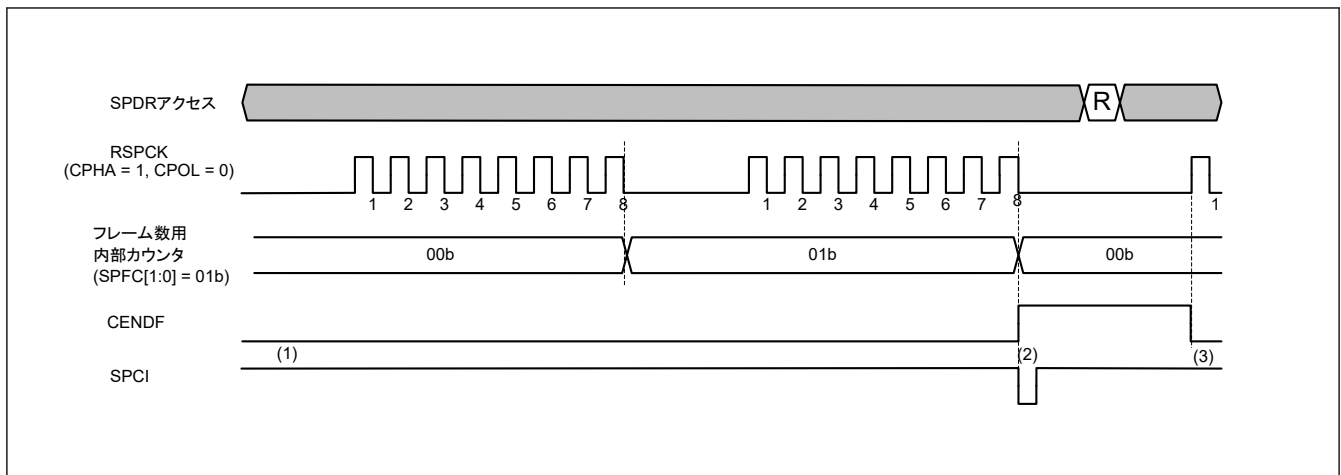 SPDRアクセス
R
RSPCK
(CPHA = 1, CPOL = 0)
1 2 3 4 5 6 7 8 1 2 3 4 5 6 7 8 1
フレーム数用
内部カウンタ
(SPFC[1:0] = 01b)
00b 01b 00b
CENDF
(1) (2) (3)
SPCI